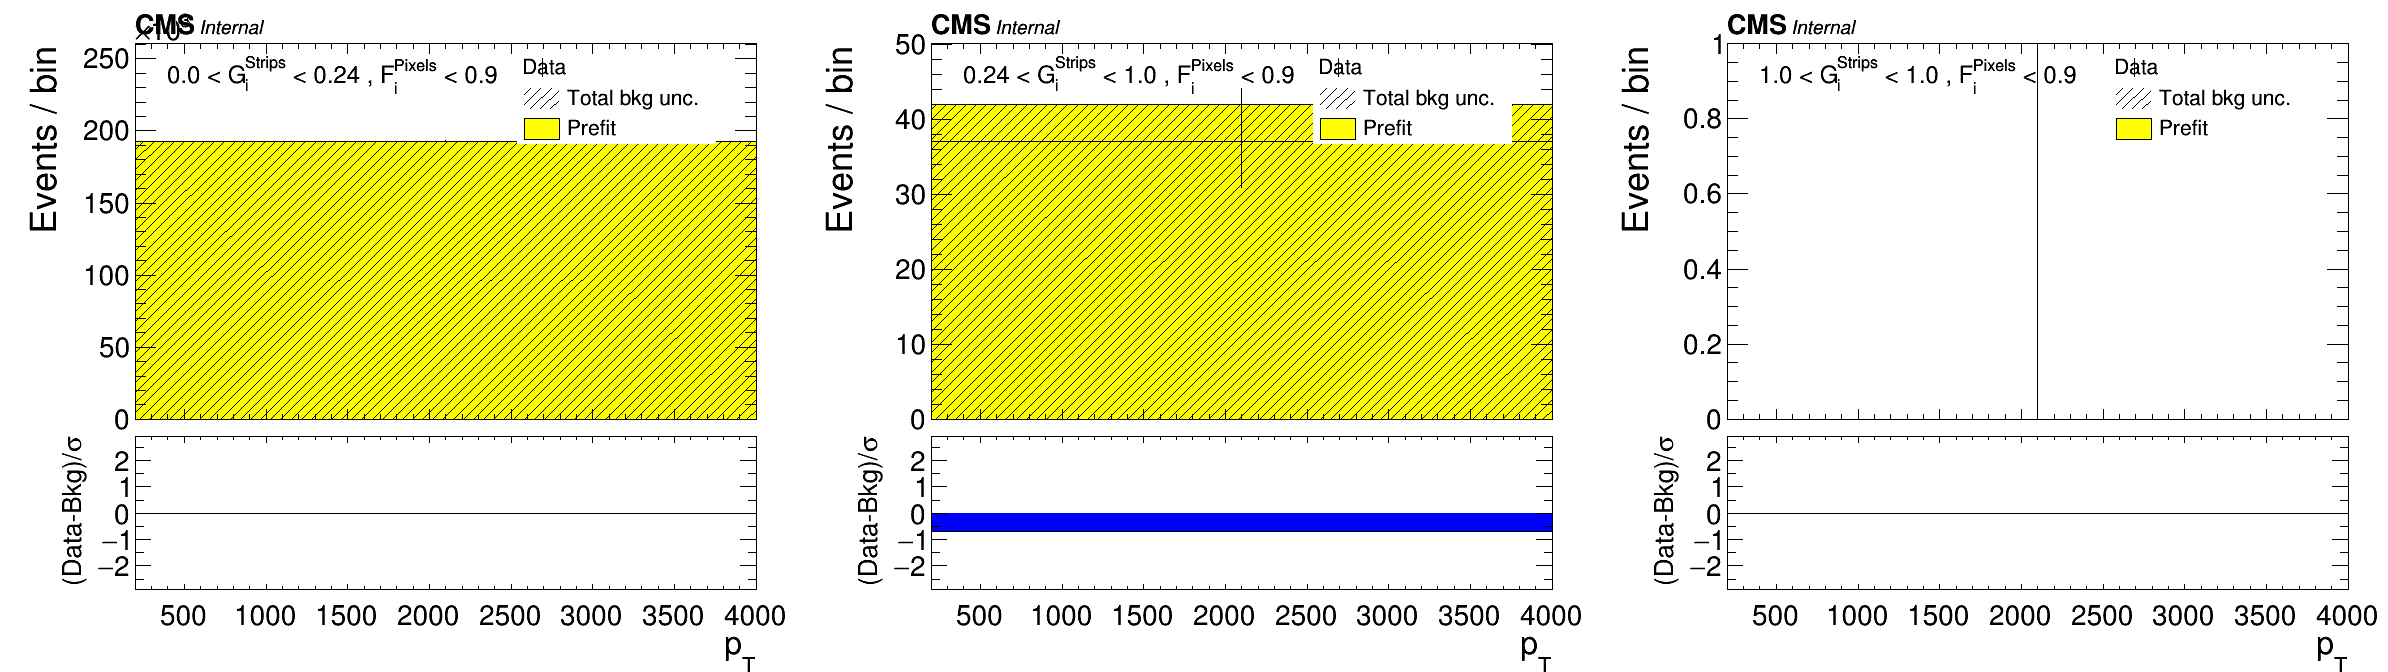 CMS Internal
×10³
Events / bin
0.0 < G_i^Strips < 0.24 , F_i^Pixels < 0.9
Data
Total bkg unc.
Prefit
250
200
150
100
50
0
(Data-Bkg)/σ
2
1
0
−1
−2
500 1000 1500 2000 2500 3000 3500 4000
p_T
CMS Internal
Events / bin
0.24 < G_i^Strips < 1.0 , F_i^Pixels < 0.9
Data
Total bkg unc.
Prefit
50
40
30
20
10
0
(Data-Bkg)/σ
2
1
0
−1
−2
500 1000 1500 2000 2500 3000 3500 4000
p_T
CMS Internal
Events / bin
1.0 < G_i^Strips < 1.0 , F_i^Pixels < 0.9
Data
Total bkg unc.
Prefit
1
0.8
0.6
0.4
0.2
0
(Data-Bkg)/σ
2
1
0
−1
−2
500 1000 1500 2000 2500 3000 3500 4000
p_T